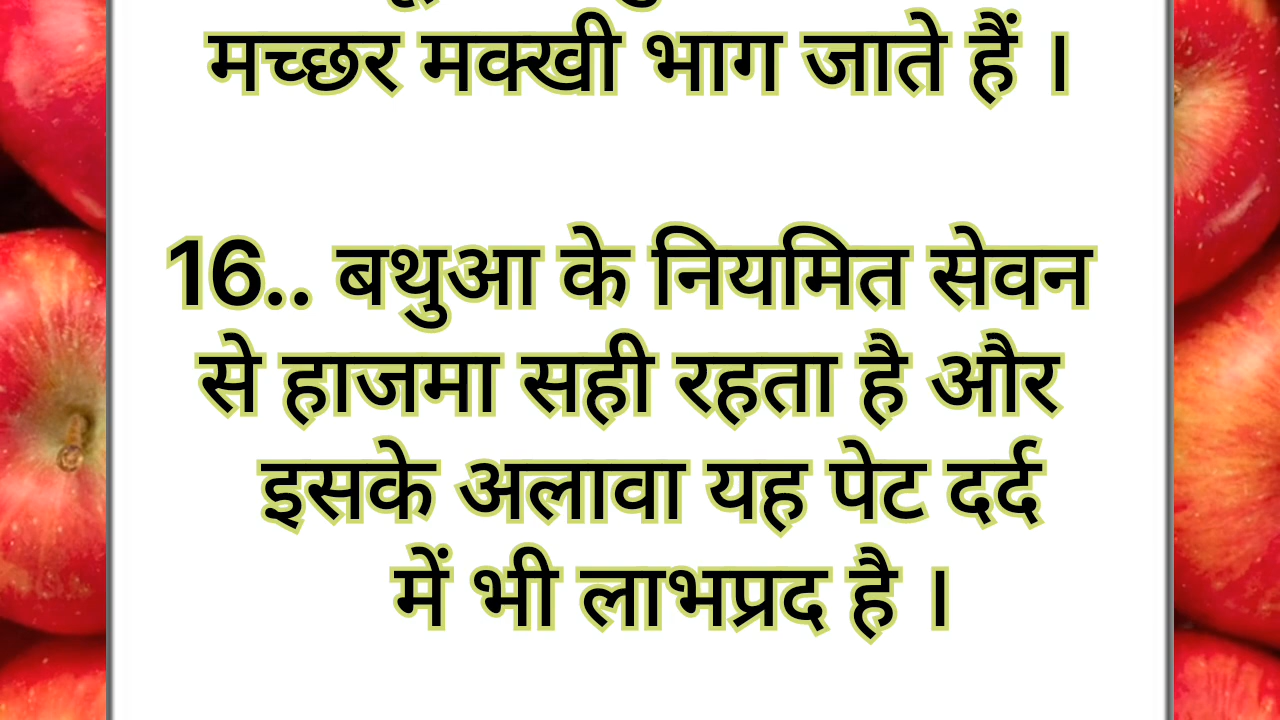 मच्छर मक्खी भाग जाते हैं ।
16.. बथुआ के नियमित सेवन
से हाजमा सही रहता है और
इसके अलावा यह पेट दर्द
में भी लाभप्रद है ।